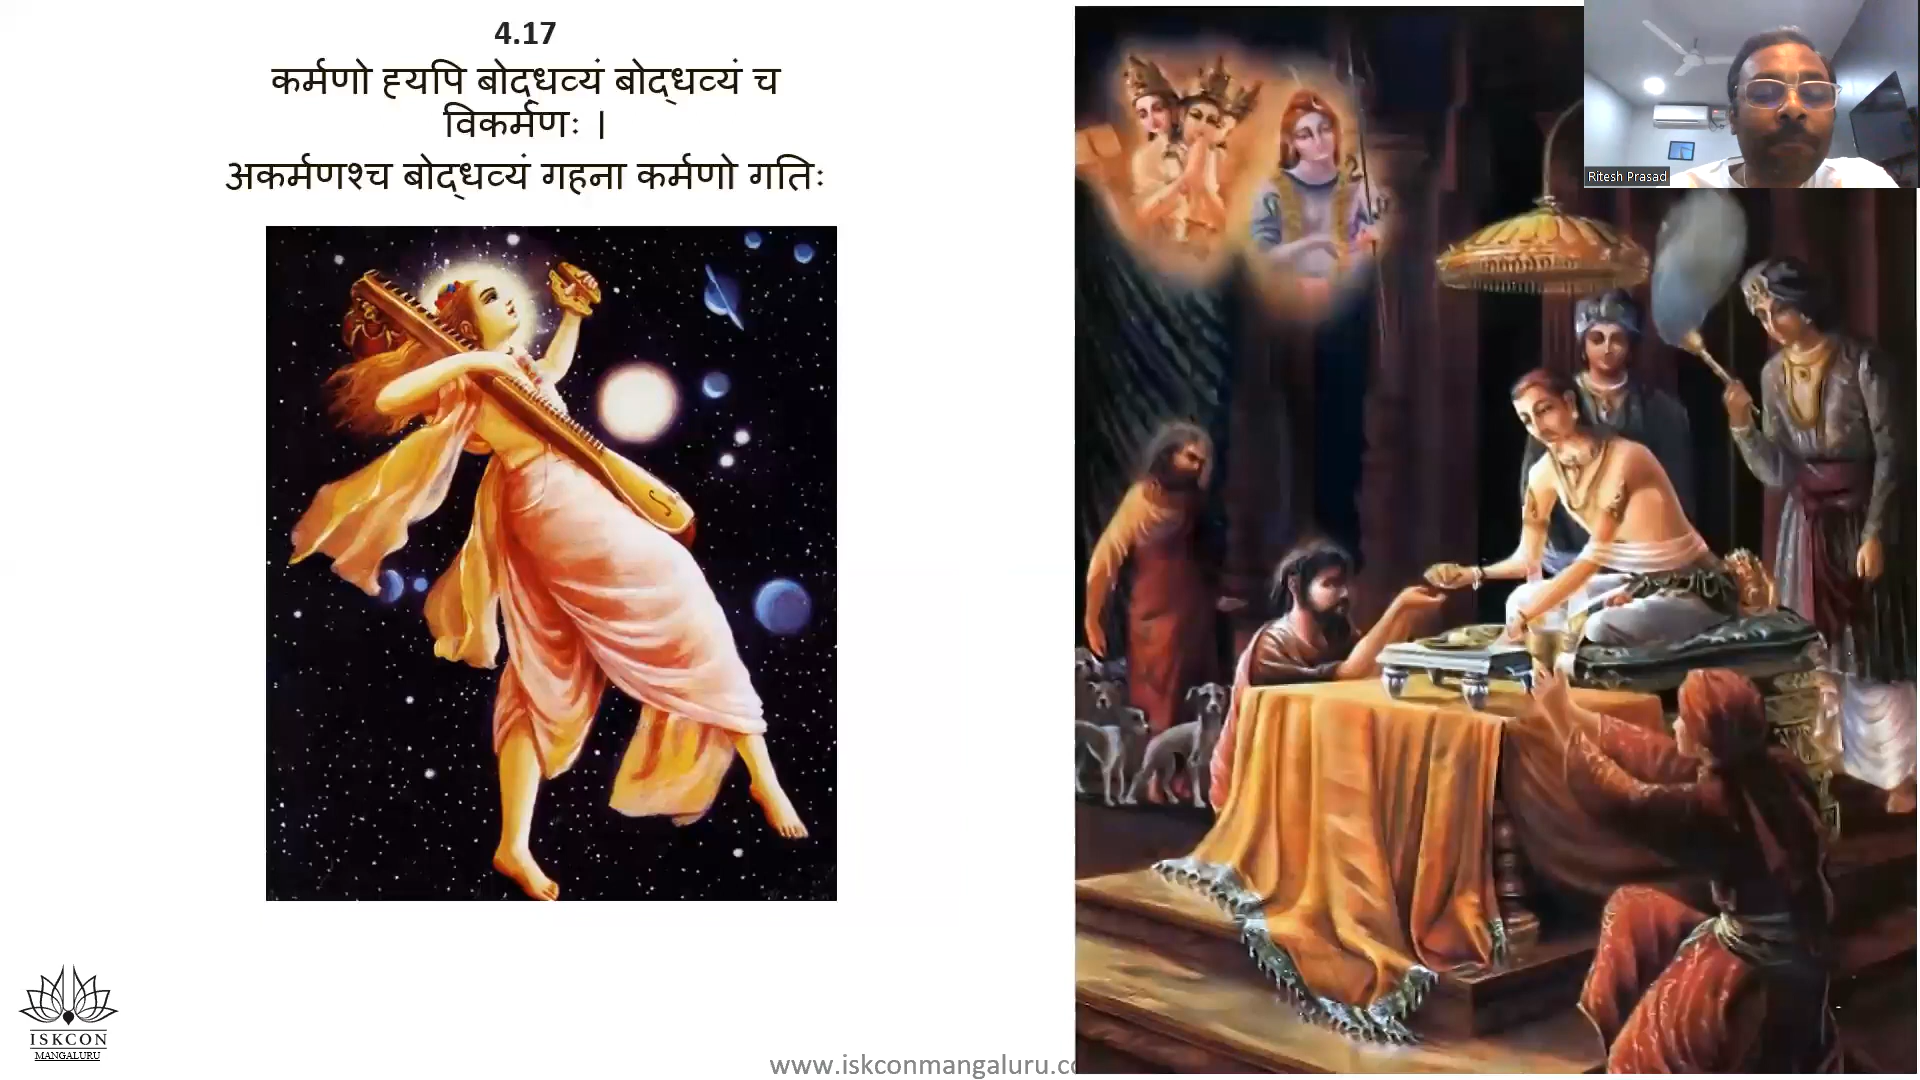 4.17
कर्मणो ह्यपि बोद्धव्यं बोद्धव्यं च
विकर्मणः |
अकर्मणश्च बोद्धव्यं गहना कर्मणो गतिः
Ritesh Prasad
ISKCON
MANGALURU
www.iskconmangaluru.co